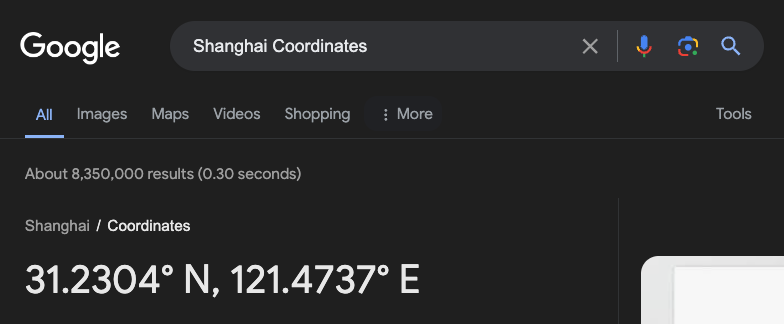 Google
Shanghai Coordinates
All Images Maps Videos Shopping More Tools
About 8,350,000 results (0.30 seconds)
Shanghai / Coordinates
31.2304° N, 121.4737° E